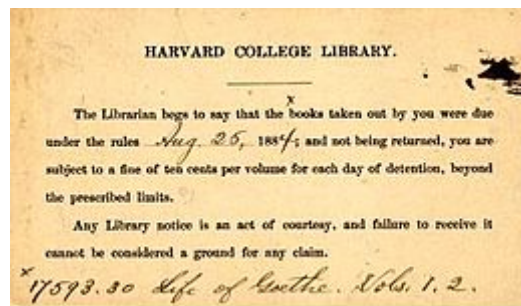 HARVARD COLLEGE LIBRARY.
x
The Librarian begs to say that the books taken out by you were due
under the rules Aug. 25, 1884; and not being returned, you are
subject to a fine of ten cents per volume for each day of detention, beyond
the prescribed limits.
Any Library notice is an act of courtesy, and failure to receive it
cannot be considered a ground for any claim.
x 17593.30 Life of Goethe. Vols. 1. 2.